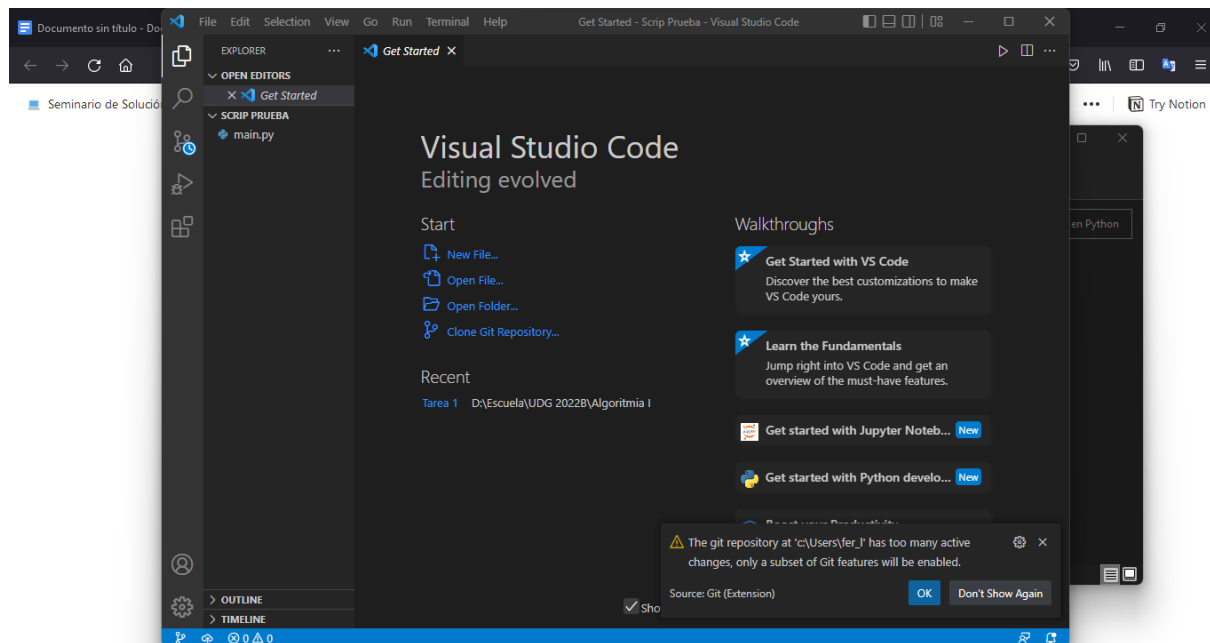 Documento sin título - Do
File Edit Selection View Go Run Terminal Help
Get Started - Scrip Prueba - Visual Studio Code
EXPLORER
Get Started
OPEN EDITORS
Get Started
SCRIP PRUEBA
main.py
Seminario de Solució
Try Notion
en Python
Visual Studio Code
Editing evolved
Start
New File...
Open File...
Open Folder...
Clone Git Repository...
Recent
Tarea 1 D:\Escuela\UDG 2022B\Algoritmia I
Walkthroughs
Get Started with VS Code
Discover the best customizations to make
VS Code yours.
Learn the Fundamentals
Jump right into VS Code and get an
overview of the must-have features.
Get started with Jupyter Noteb... New
Get started with Python develo... New
Boost your Productivity
The git repository at 'c:\Users\fer_l' has too many active
changes, only a subset of Git features will be enabled.
Source: Git (Extension)
OK
Don't Show Again
Sho
OUTLINE
TIMELINE
0 0